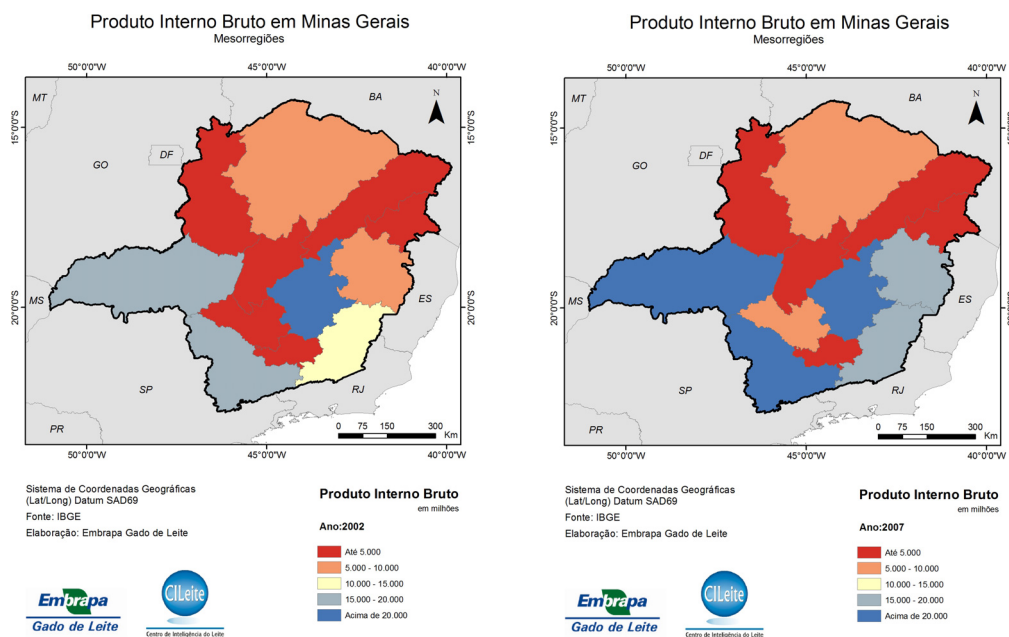 Produto Interno Bruto em Minas Gerais
Mesorregiões
50°0'0"W
45°0'0"W
40°0'0"W
MT
BA
N
15°0'0"S
15°0'0"S
DF
GO
MS
ES
20°0'0"S
20°0'0"S
SP
RJ
PR
0 75 150 300
Km
50°0'0"W
45°0'0"W
40°0'0"W
Sistema de Coordenadas Geográficas
(Lat/Long) Datum SAD69
Fonte: IBGE
Elaboração: Embrapa Gado de Leite
Produto Interno Bruto
em milhões
Ano:2002
Até 5.000
5.000 - 10.000
10.000 - 15.000
15.000 - 20.000
Acima de 20.000
Embrapa
Gado de Leite
CILeite
Centro de Inteligência do Leite
Produto Interno Bruto em Minas Gerais
Mesorregiões
50°0'0"W
45°0'0"W
40°0'0"W
MT
BA
N
15°0'0"S
DF
GO
MS
ES
20°0'0"S
SP
RJ
PR
0 75 150 300
Km
50°0'0"W
45°0'0"W
40°0'0"W
Sistema de Coordenadas Geográficas
(Lat/Long) Datum SAD69
Fonte: IBGE
Elaboração: Embrapa Gado de Leite
Produto Interno Bruto
em milhões
Ano:2007
Até 5.000
5.000 - 10.000
10.000 - 15.000
15.000 - 20.000
Acima de 20.000
Embrapa
Gado de Leite
CILeite
Centro de Inteligência do Leite